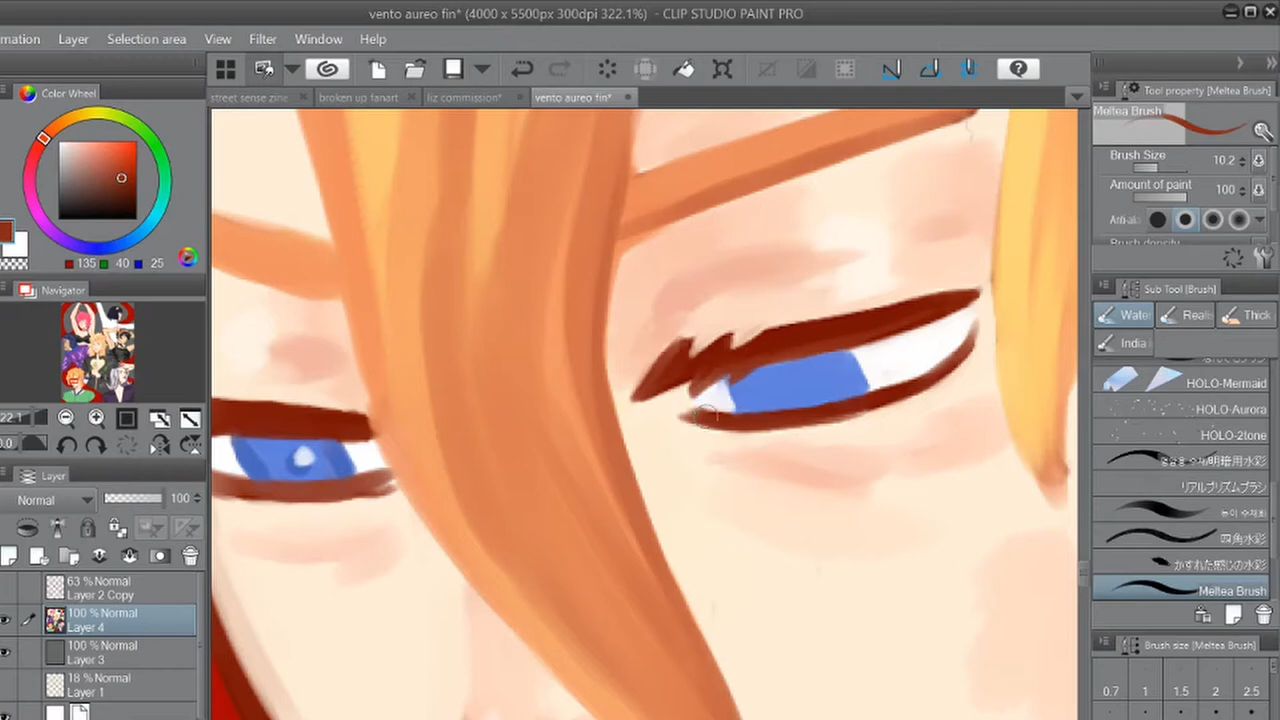 vento aureo fin* (4000 x 5500px 300dpi 322.1%) - CLIP STUDIO PAINT PRO
mation Layer Selection area View Filter Window Help
street sense zine broken up fanart liz commission* vento aureo fin*
Color Wheel
135 40 25
Navigator
22.1
0.0
Layer
Normal 100
63 %Normal
Layer 2 Copy
100 %Normal
Layer 4
100 %Normal
Layer 3
18 %Normal
Layer 1
Tool property [Meltea Brush]
Meltea Brush
Brush Size 10.2
Amount of paint 100
Anti-ali
Brush density
Sub Tool [Brush]
Wate Reali Thick
India
HOLO-Mermaid
HOLO-Aurora
HOLO-2tone
リアルプリズムブラシ
四角水彩
かすれた感じの水彩
Meltea Brush
Brush size [Meltea Brush]
0.7 1 1.5 2 2.5